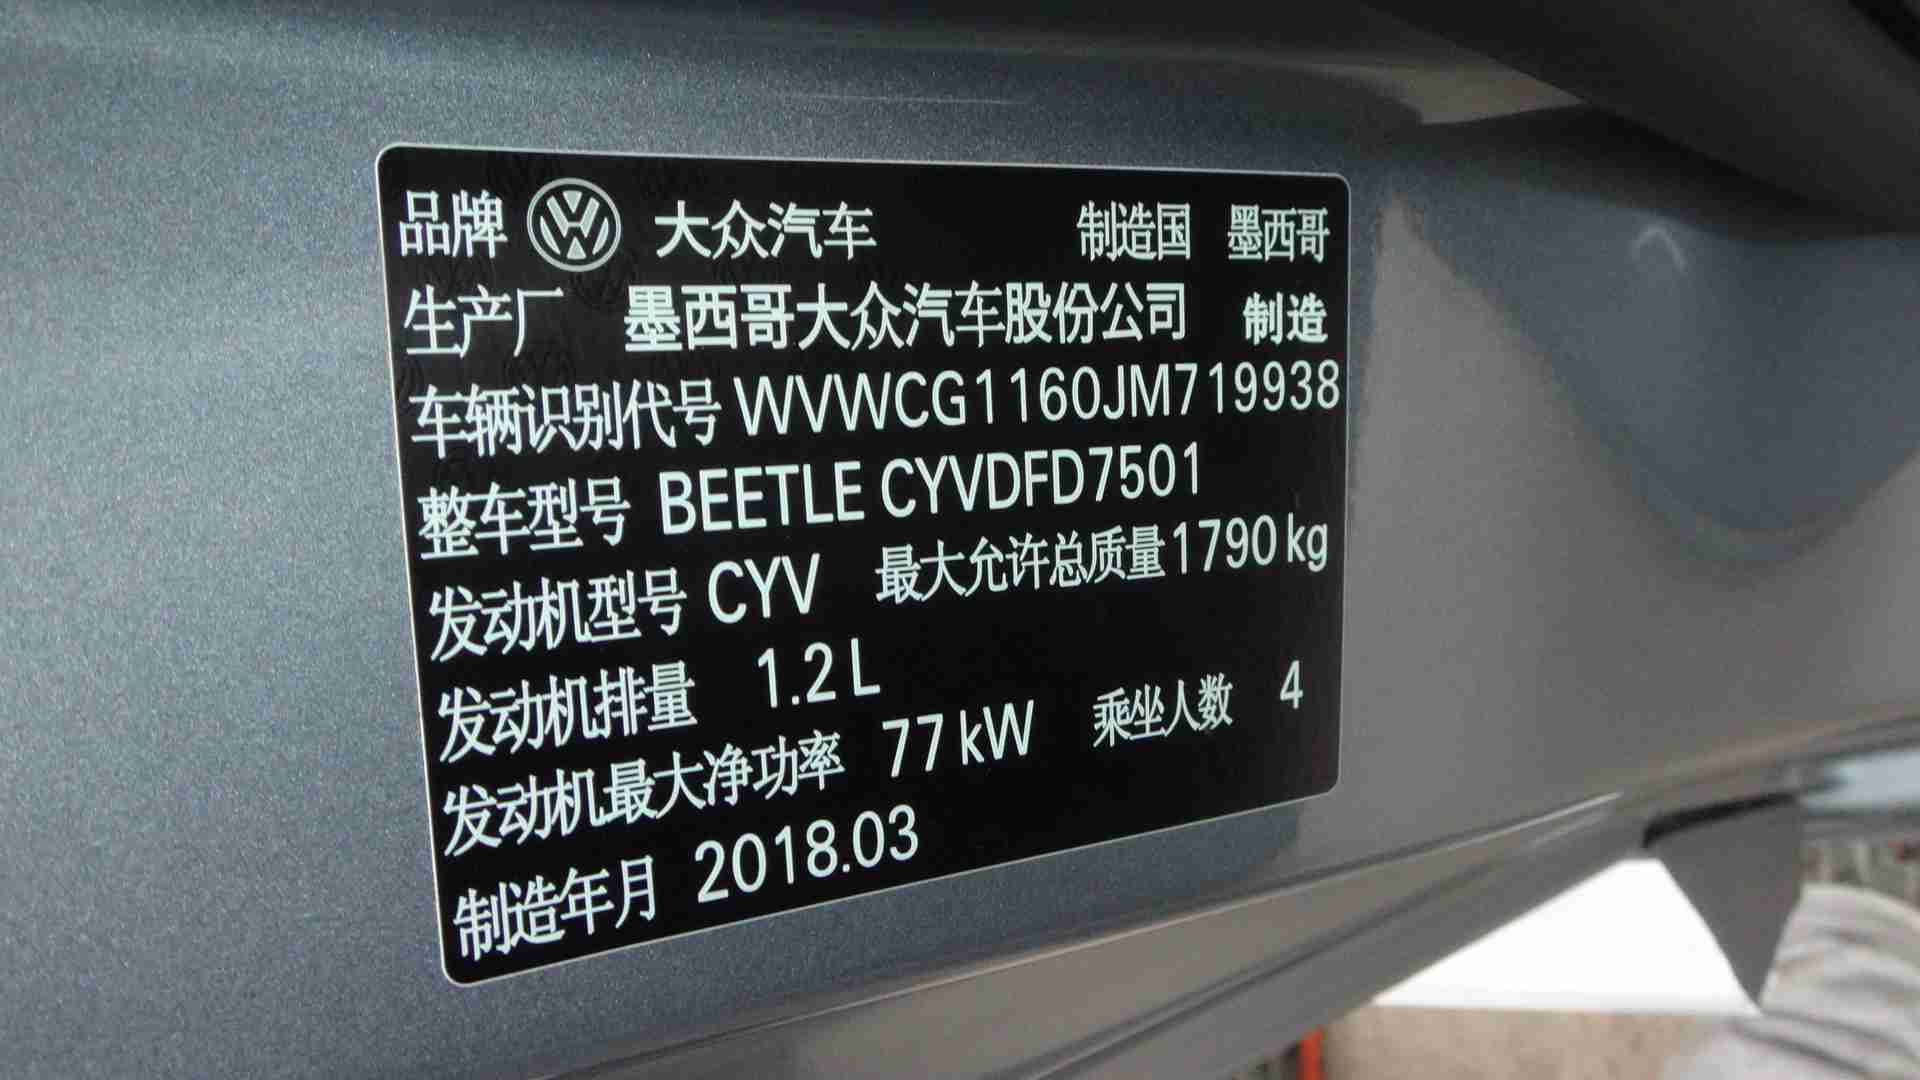 品牌 大众汽车 制造国 墨西哥
生产厂 墨西哥大众汽车股份公司 制造
车辆识别代号 WVWCG1160JM719938
整车型号 BEETLE CYVDFD7501
发动机型号 CYV 最大允许总质量 1790 kg
发动机排量 1.2 L
发动机最大净功率 77 kW 乘坐人数 4
制造年月 2018.03